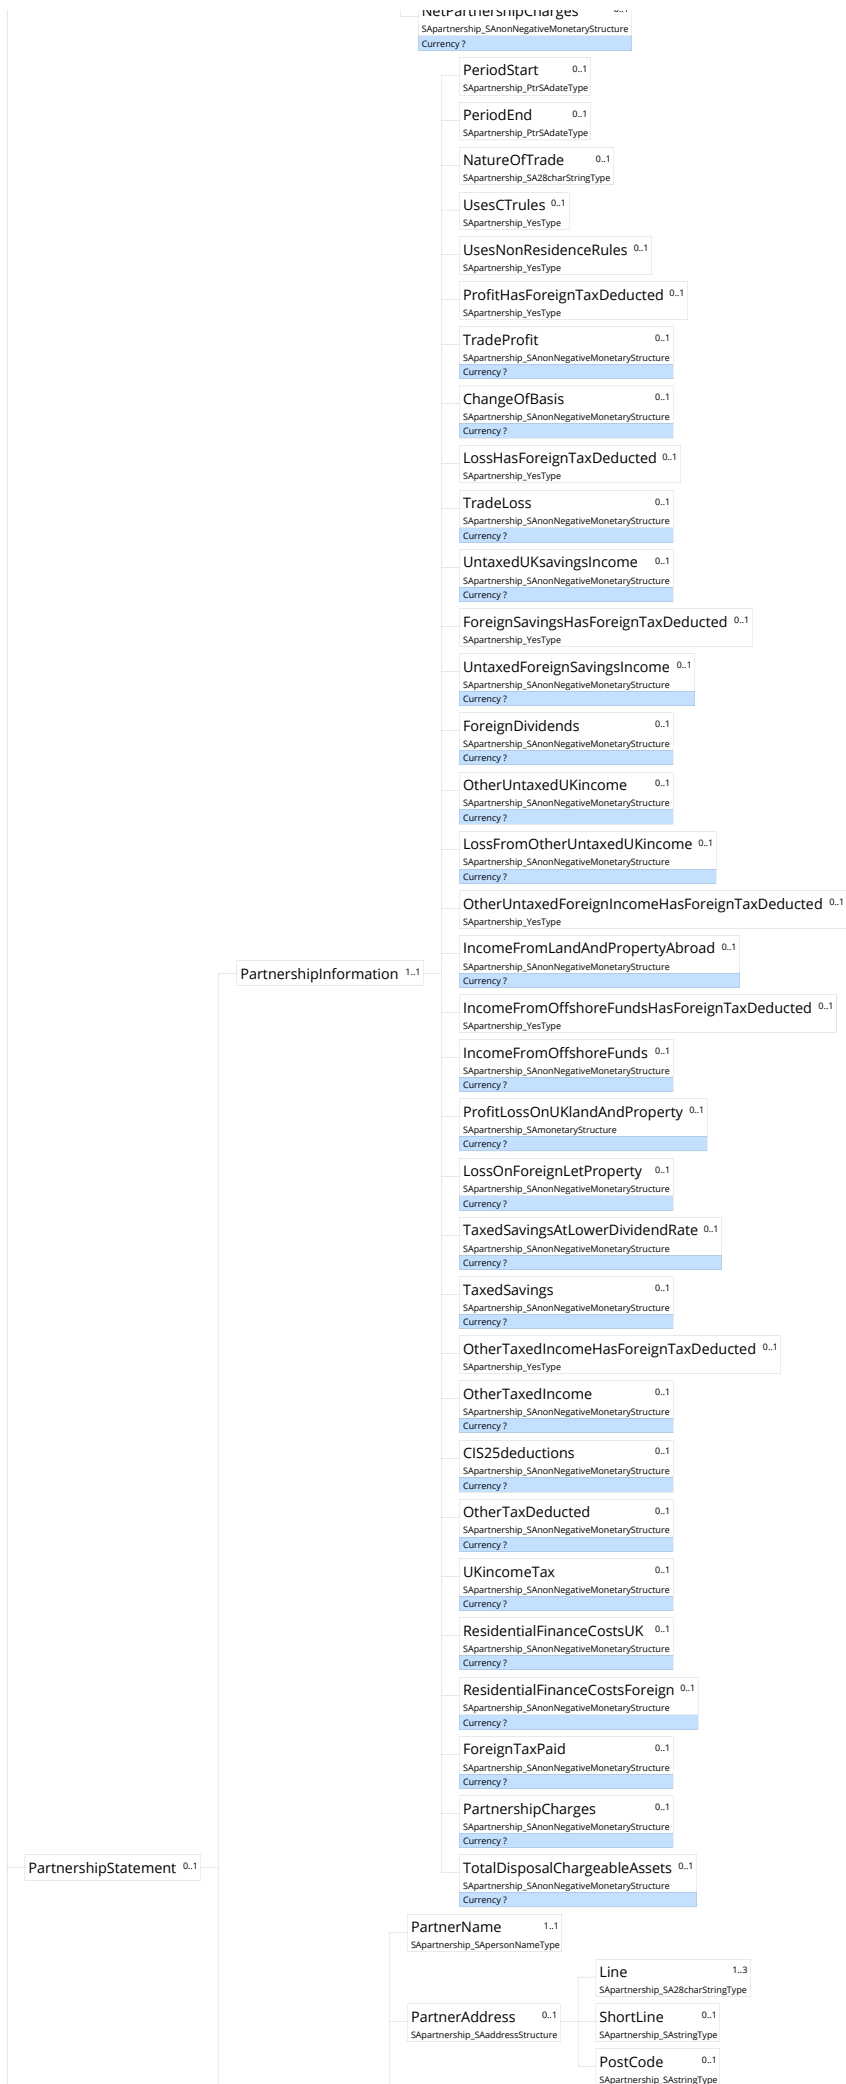 NetPartnershipCharges 0..1
SApartnership_SAnonNegativeMonetaryStructure
Currency ?
PeriodStart 0..1
SApartnership_PtrSAdateType
PeriodEnd 0..1
SApartnership_PtrSAdateType
NatureOfTrade 0..1
SApartnership_SA28charStringType
UsesCTrules 0..1
SApartnership_YesType
UsesNonResidenceRules 0..1
SApartnership_YesType
ProfitHasForeignTaxDeducted 0..1
SApartnership_YesType
TradeProfit 0..1
SApartnership_SAnonNegativeMonetaryStructure
Currency ?
ChangeOfBasis 0..1
SApartnership_SAnonNegativeMonetaryStructure
Currency ?
LossHasForeignTaxDeducted 0..1
SApartnership_YesType
TradeLoss 0..1
SApartnership_SAnonNegativeMonetaryStructure
Currency ?
UntaxedUKsavingsIncome 0..1
SApartnership_SAnonNegativeMonetaryStructure
Currency ?
ForeignSavingsHasForeignTaxDeducted 0..1
SApartnership_YesType
UntaxedForeignSavingsIncome 0..1
SApartnership_SAnonNegativeMonetaryStructure
Currency ?
ForeignDividends 0..1
SApartnership_SAnonNegativeMonetaryStructure
Currency ?
OtherUntaxedUKincome 0..1
SApartnership_SAnonNegativeMonetaryStructure
Currency ?
LossFromOtherUntaxedUKincome 0..1
SApartnership_SAnonNegativeMonetaryStructure
Currency ?
OtherUntaxedForeignIncomeHasForeignTaxDeducted 0..1
SApartnership_YesType
IncomeFromLandAndPropertyAbroad 0..1
SApartnership_SAnonNegativeMonetaryStructure
Currency ?
PartnershipInformation 1..1
IncomeFromOffshoreFundsHasForeignTaxDeducted 0..1
SApartnership_YesType
IncomeFromOffshoreFunds 0..1
SApartnership_SAnonNegativeMonetaryStructure
Currency ?
ProfitLossOnUKlandAndProperty 0..1
SApartnership_SAmonetaryStructure
Currency ?
LossOnForeignLetProperty 0..1
SApartnership_SAnonNegativeMonetaryStructure
Currency ?
TaxedSavingsAtLowerDividendRate 0..1
SApartnership_SAnonNegativeMonetaryStructure
Currency ?
TaxedSavings 0..1
SApartnership_SAnonNegativeMonetaryStructure
Currency ?
OtherTaxedIncomeHasForeignTaxDeducted 0..1
SApartnership_YesType
OtherTaxedIncome 0..1
SApartnership_SAnonNegativeMonetaryStructure
Currency ?
CIS25deductions 0..1
SApartnership_SAnonNegativeMonetaryStructure
Currency ?
OtherTaxDeducted 0..1
SApartnership_SAnonNegativeMonetaryStructure
Currency ?
UKincomeTax 0..1
SApartnership_SAnonNegativeMonetaryStructure
Currency ?
ResidentialFinanceCostsUK 0..1
SApartnership_SAnonNegativeMonetaryStructure
Currency ?
ResidentialFinanceCostsForeign 0..1
SApartnership_SAnonNegativeMonetaryStructure
Currency ?
ForeignTaxPaid 0..1
SApartnership_SAnonNegativeMonetaryStructure
Currency ?
PartnershipCharges 0..1
SApartnership_SAnonNegativeMonetaryStructure
Currency ?
PartnershipStatement 0..1
TotalDisposalChargeableAssets 0..1
SApartnership_SAnonNegativeMonetaryStructure
Currency ?
PartnerName 1..1
SApartnership_SApersonNameType
Line 1..3
SApartnership_SA28charStringType
PartnerAddress 0..1
SApartnership_SAaddressStructure
ShortLine 0..1
SApartnership_SAstringType
PostCode 0..1
SApartnership_SAstringType